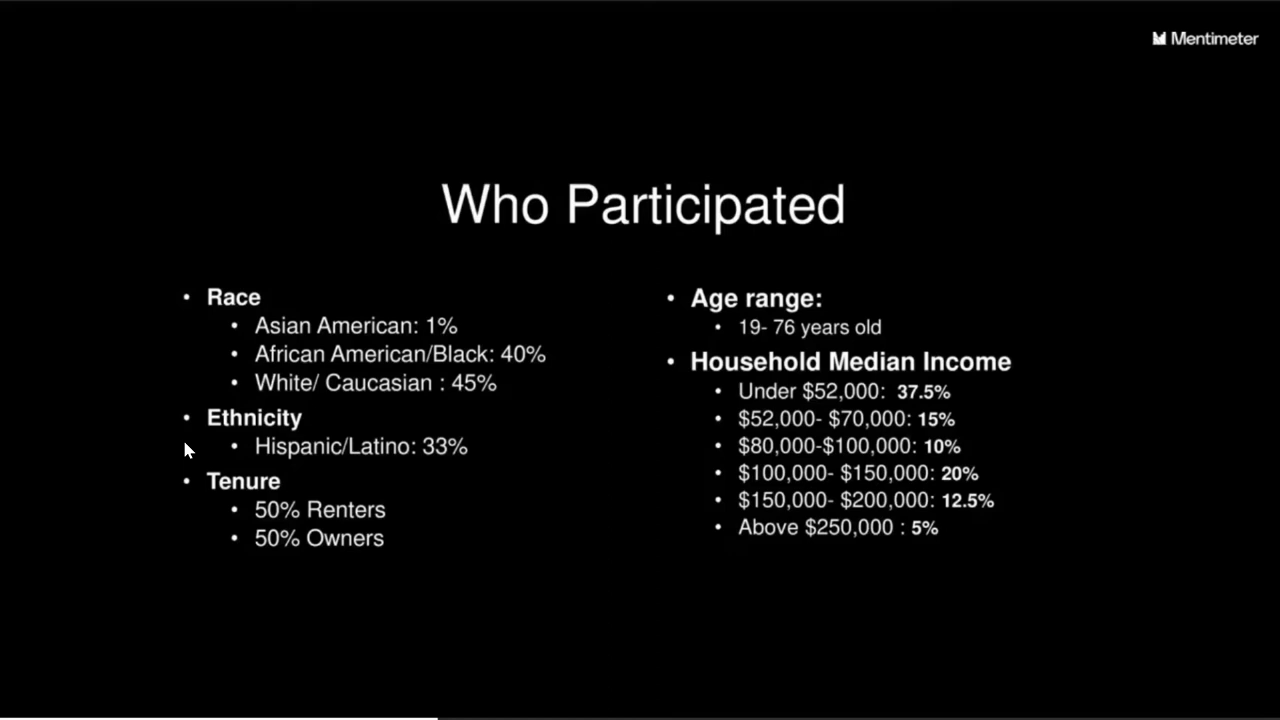 Mentimeter
Who Participated
• Race
• Asian American: 1%
• African American/Black: 40%
• White/ Caucasian : 45%
• Ethnicity
• Hispanic/Latino: 33%
• Tenure
• 50% Renters
• 50% Owners
• Age range:
• 19- 76 years old
• Household Median Income
• Under $52,000: 37.5%
• $52,000- $70,000: 15%
• $80,000-$100,000: 10%
• $100,000- $150,000: 20%
• $150,000- $200,000: 12.5%
• Above $250,000 : 5%